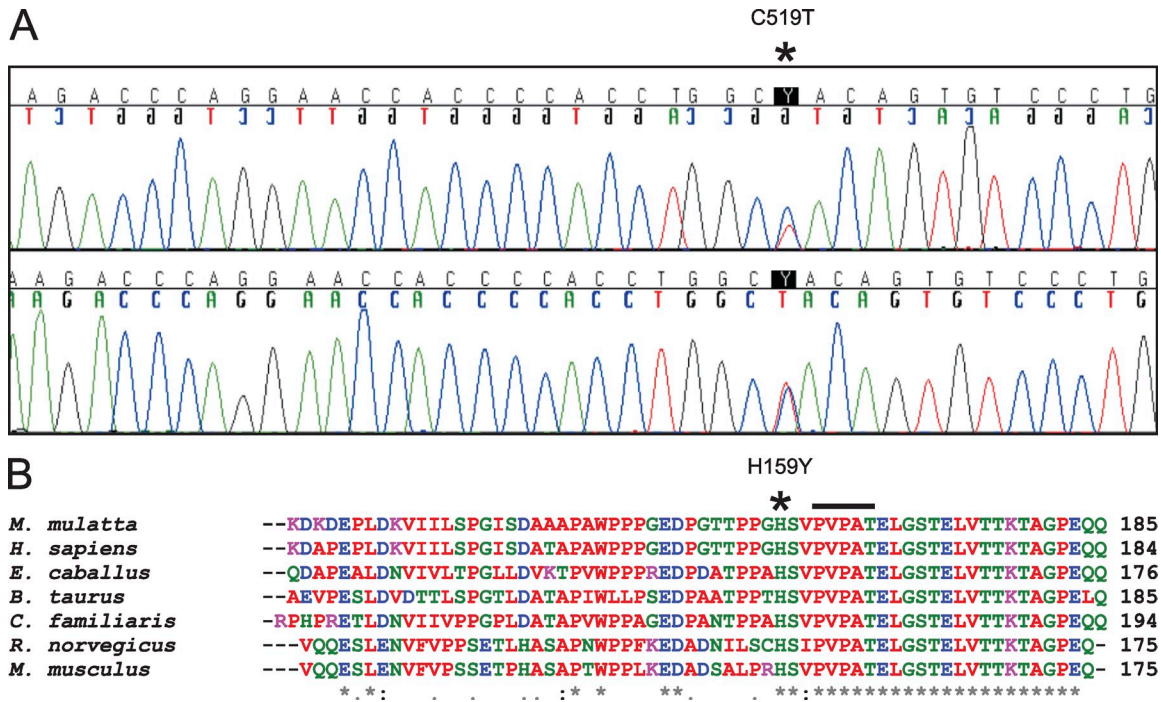 A
C519T
*
A G A C C C A G G A A C C A C C C C A C C T G G C Y A C A G T G T C C C T G
T C T G G G T C C T T G G T G G G G T G G A C C G G T G T C A C A G G G A C
A A G A C C C A G G A A C C A C C C C A C C T G G C Y A C A G T G T C C C T G
A A G A C C C A G G A A C C A C C C C A C C T G G C T A C A G T G T C C C T G
B
H159Y
*
M. mulatta --KDKDEPLDKVIILSPGISDAAAPAWPPPGEDPGTTPPGHSVPVPATELGSTELVTTKTAGPEQQ 185
H. sapiens --KDAPEPLDKVIILSPGISDATAPAWPPPGEDPGTTPPGHSVPVPATELGSTELVTTKTAGPEQQ 184
E. caballus --QDAPEALDNVIVLTPGLLDVKTPVWPPPREDPDATPPAHSVPVPATELGSTELVTTKTAGPEQQ 176
B. taurus --AEVPESLDVDTTLSPGTLDATAPIWLLPSEDPAATPPTHSVPVPATELGSTELVTTKTAGPELQ 185
C. familiaris -RPHPRETLDNVIIVPPGPLDATAPVWPPAGEDPANTPPAHSVPVPATELGSTELVTTKTAGPEQQ 194
R. norvegicus ---VQQESLENVFVPPSETLHASAPNWPPFKEDADNILSCHSIPVPATELGSTELVTTKTAGPEQ- 175
M. musculus ---VQQESLENVFVPSSETPHASAPTWPPLKEDADSALPRHSVPVPATELGSTELVTTKTAGPEQ- 175
*.*: . . .. :* * ** . **:*********************